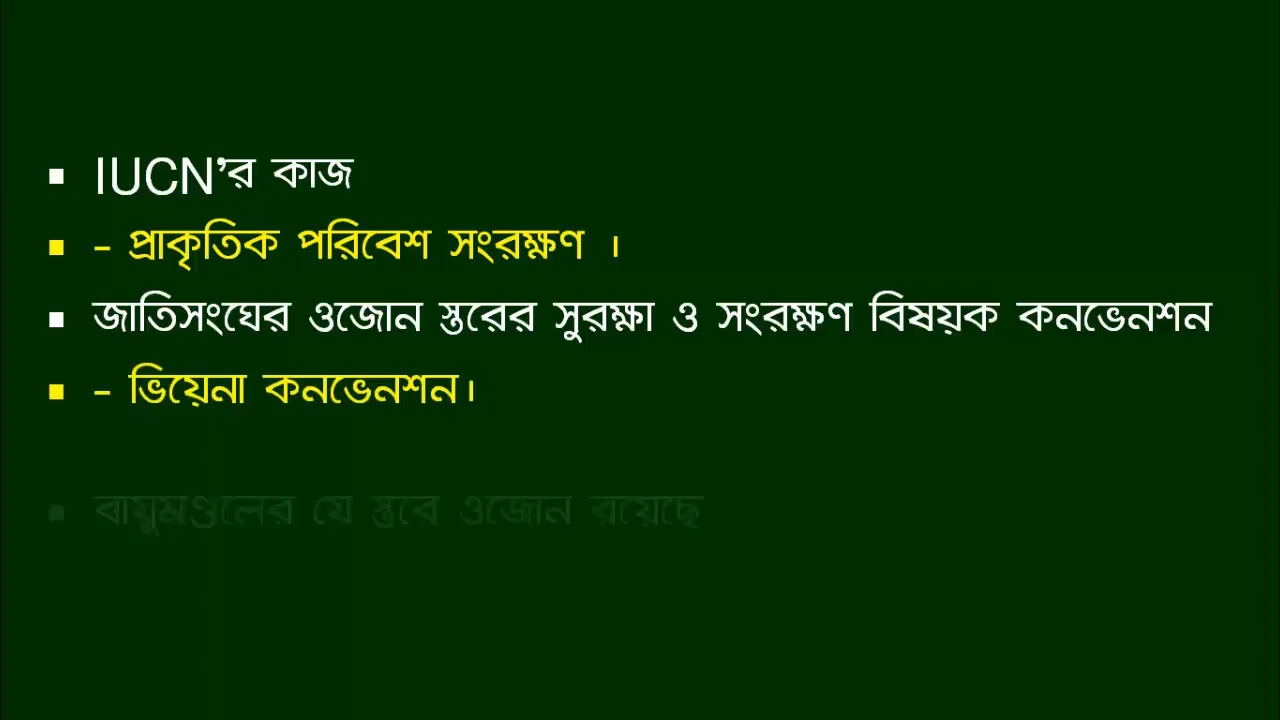 ▪ IUCN’র কাজ
▪ – প্রাকৃতিক পরিবেশ সংরক্ষণ ।
▪ জাতিসংঘের ওজোন স্তরের সুরক্ষা ও সংরক্ষণ বিষয়ক কনভেনশন
▪ – ভিয়েনা কনভেনশন।
▪ বায়ুমণ্ডলের যে স্তরে ওজোন রয়েছে